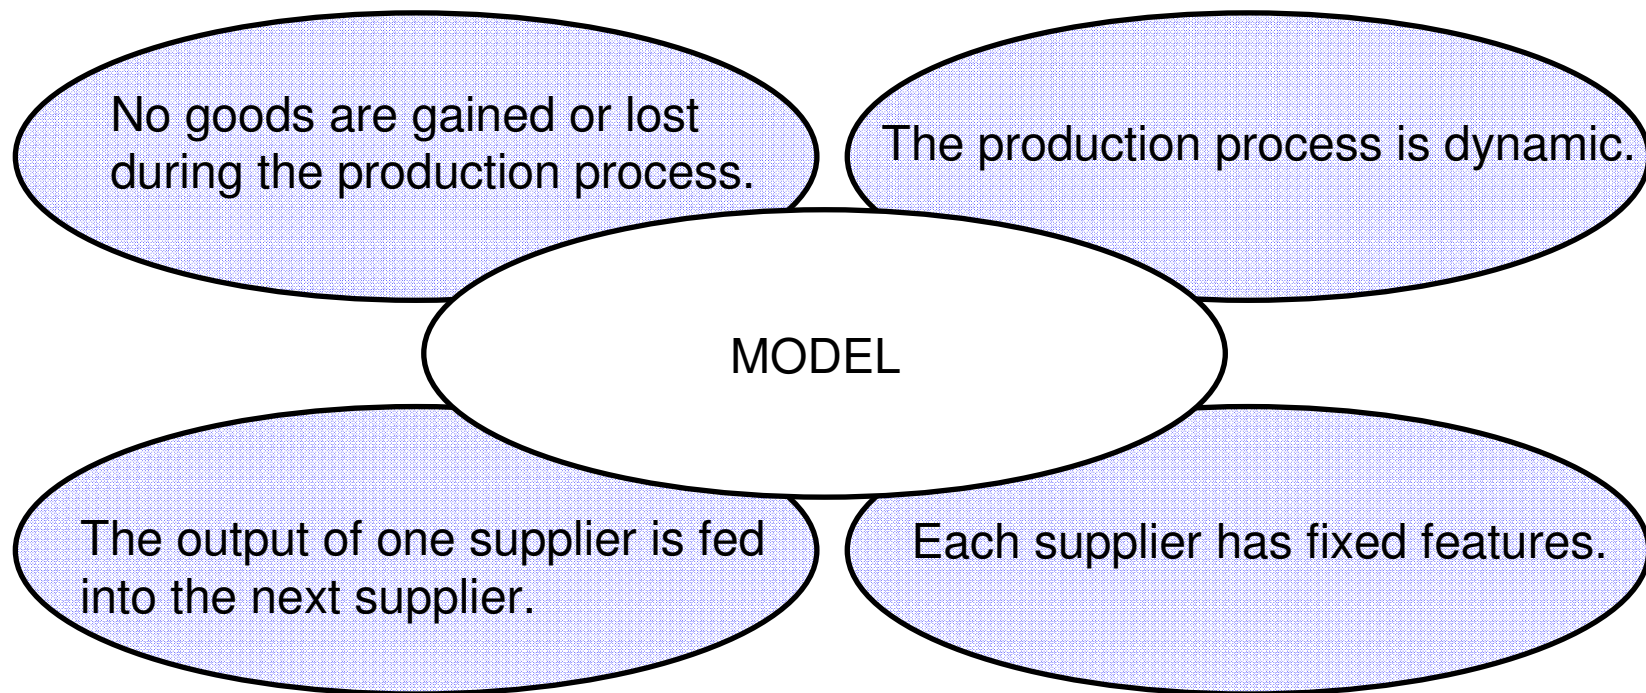 No goods are gained or lost
during the production process.
The production process is dynamic.
MODEL
The output of one supplier is fed
into the next supplier.
Each supplier has fixed features.